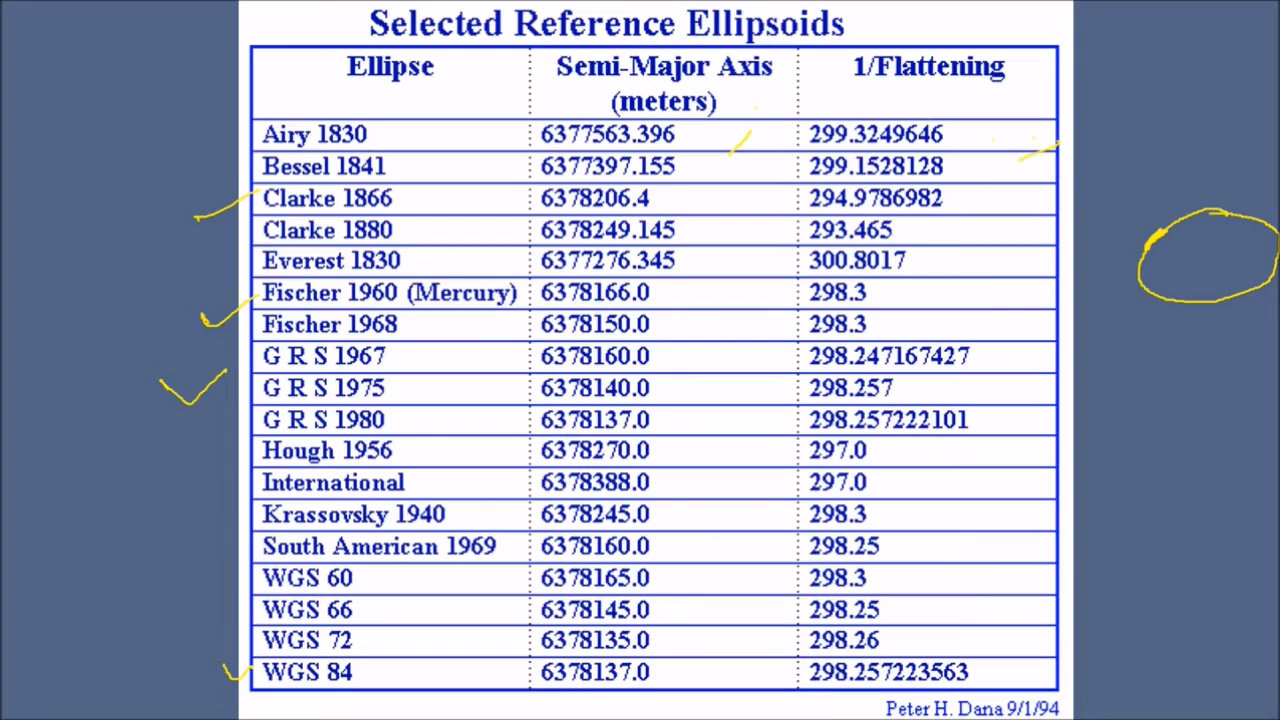 Selected Reference Ellipsoids
Ellipse Semi-Major Axis (meters) 1/Flattening
Airy 1830 6377563.396 299.3249646
Bessel 1841 6377397.155 299.1528128
Clarke 1866 6378206.4 294.9786982
Clarke 1880 6378249.145 293.465
Everest 1830 6377276.345 300.8017
Fischer 1960 (Mercury) 6378166.0 298.3
Fischer 1968 6378150.0 298.3
G R S 1967 6378160.0 298.247167427
G R S 1975 6378140.0 298.257
G R S 1980 6378137.0 298.257222101
Hough 1956 6378270.0 297.0
International 6378388.0 297.0
Krassovsky 1940 6378245.0 298.3
South American 1969 6378160.0 298.25
WGS 60 6378165.0 298.3
WGS 66 6378145.0 298.25
WGS 72 6378135.0 298.26
WGS 84 6378137.0 298.257223563
Peter H. Dana 9/1/94